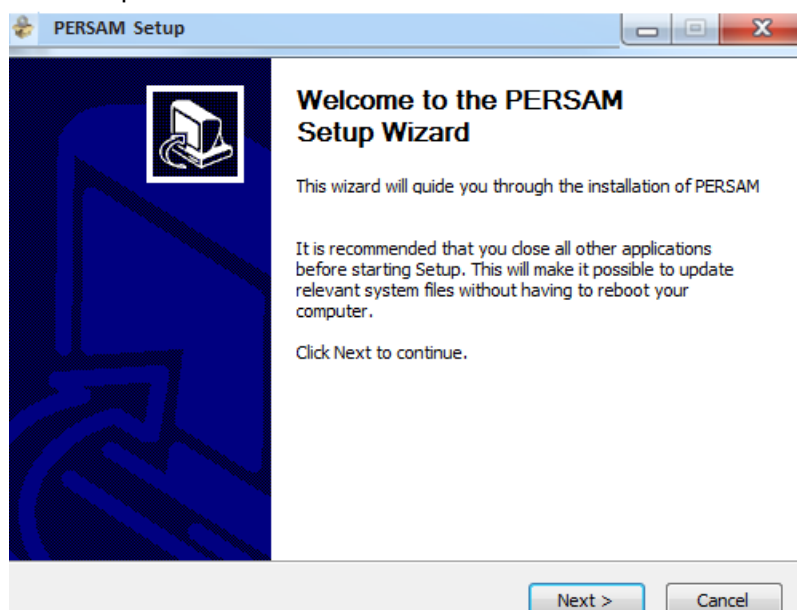 PERSAM Setup
Welcome to the PERSAM
Setup Wizard
This wizard will guide you through the installation of PERSAM
It is recommended that you close all other applications
before starting Setup. This will make it possible to update
relevant system files without having to reboot your
computer.
Click Next to continue.
Next >
Cancel